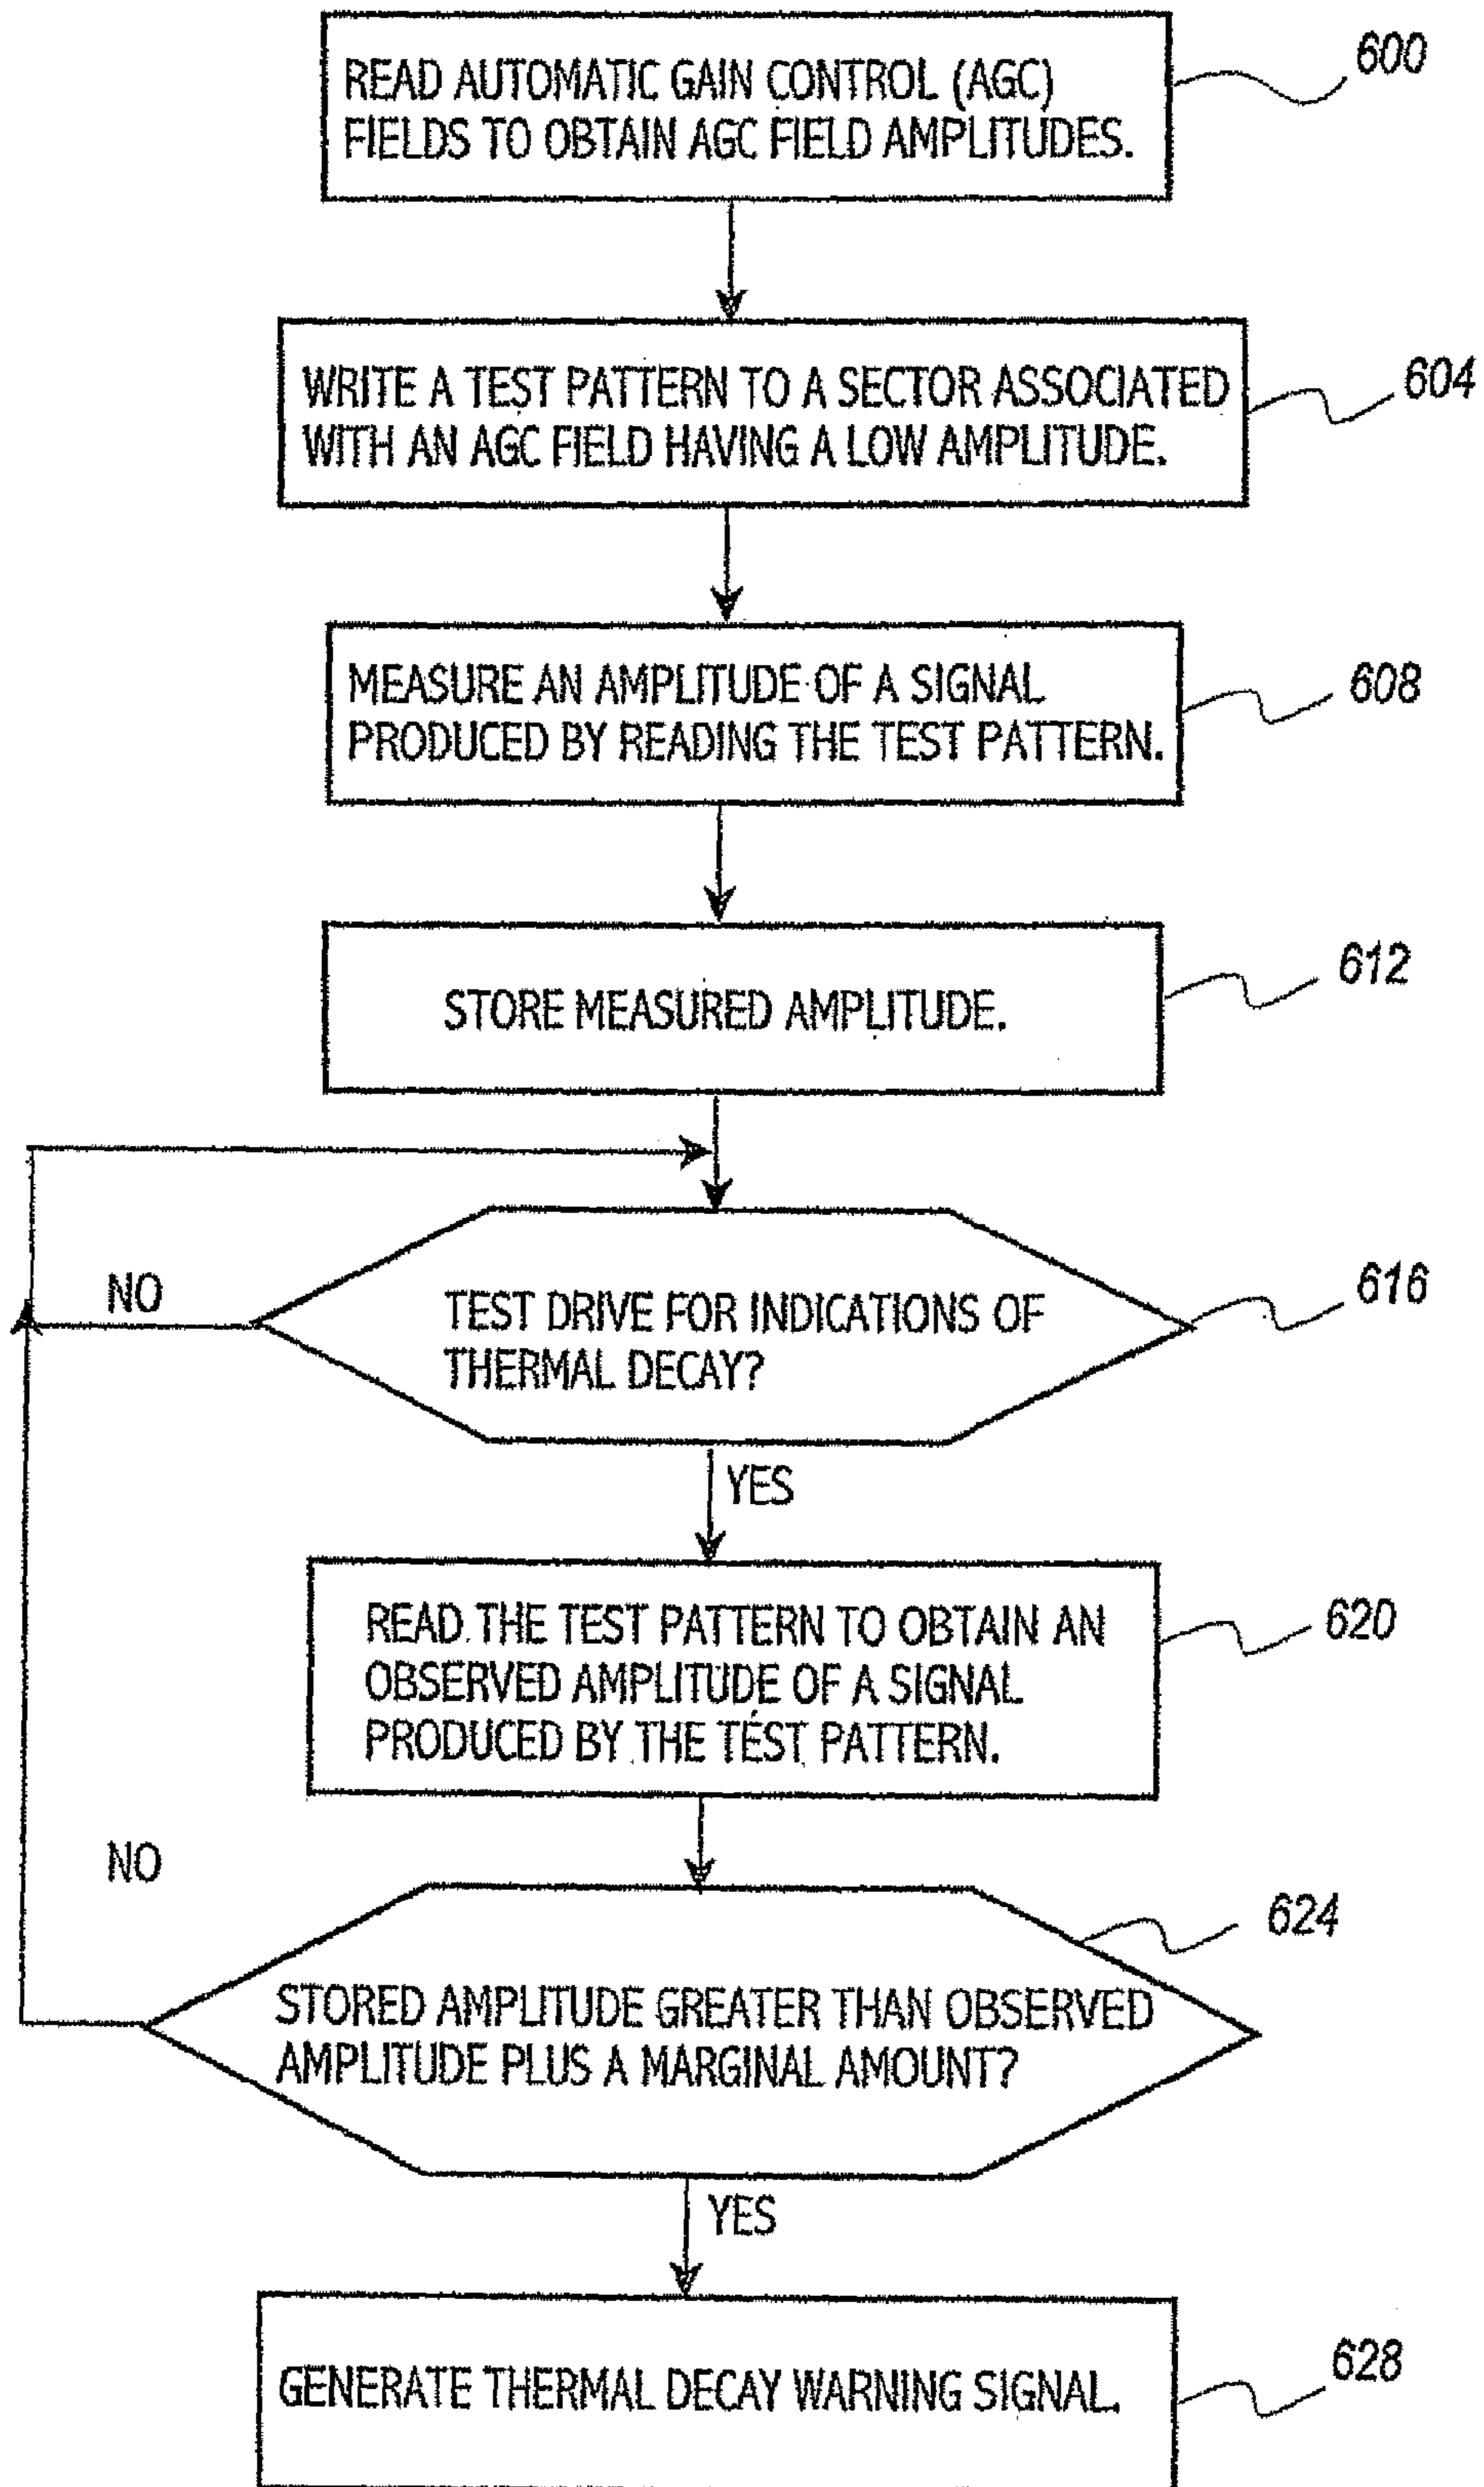 READ AUTOMATIC GAIN CONTROL (AGC)
FIELDS TO OBTAIN AGC FIELD AMPLITUDES.
600
WRITE A TEST PATTERN TO A SECTOR ASSOCIATED
WITH AN AGC FIELD HAVING A LOW AMPLITUDE.
604
MEASURE AN AMPLITUDE OF A SIGNAL
PRODUCED BY READING THE TEST PATTERN.
608
STORE MEASURED AMPLITUDE.
612
NO
TEST DRIVE FOR INDICATIONS OF
THERMAL DECAY?
616
YES
READ THE TEST PATTERN TO OBTAIN AN
OBSERVED AMPLITUDE OF A SIGNAL
PRODUCED BY THE TEST PATTERN.
620
NO
STORED AMPLITUDE GREATER THAN OBSERVED
AMPLITUDE PLUS A MARGINAL AMOUNT?
624
YES
GENERATE THERMAL DECAY WARNING SIGNAL.
628